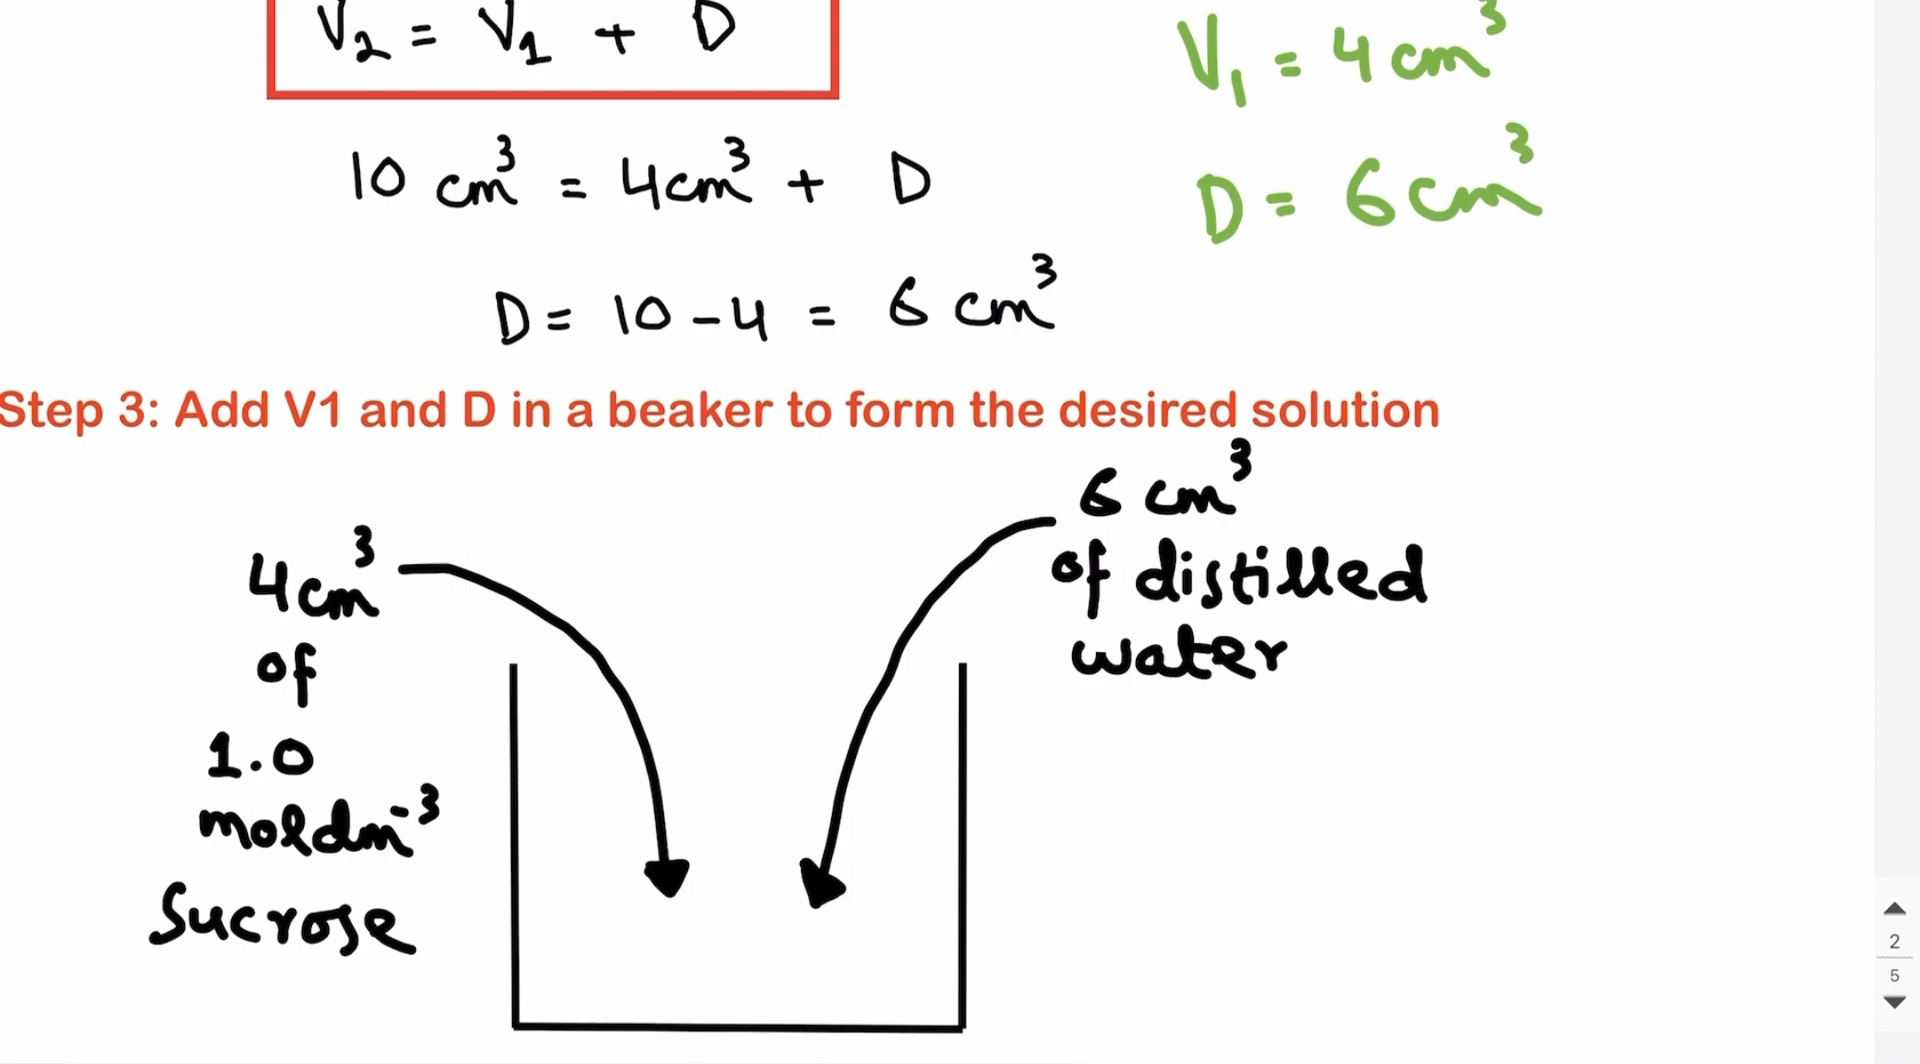 V₂ = V₁ + D
V₁ = 4 cm³
10 cm³ = 4cm³ + D
D = 6 cm³
D = 10 - 4 = 6 cm³
Step 3: Add V1 and D in a beaker to form the desired solution
4cm³
of
1.0
moldm⁻³
Sucrose
6 cm³
of distilled
water
2
5